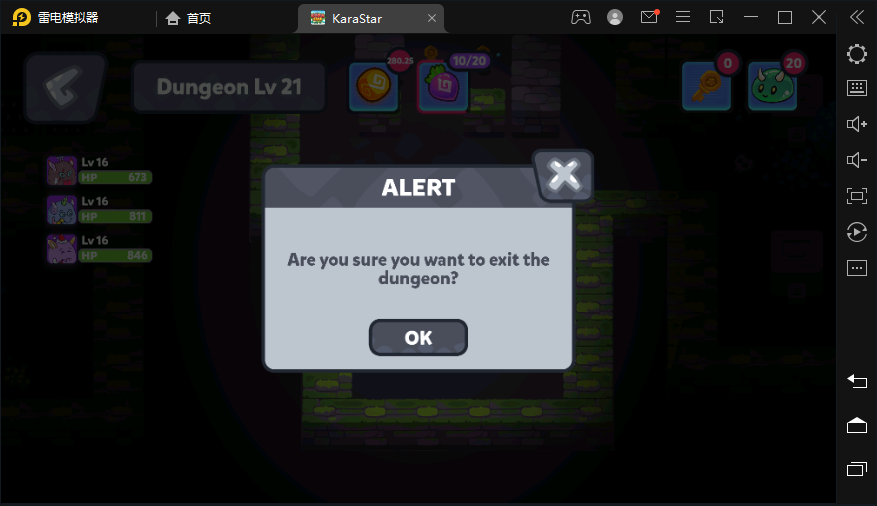 雷电模拟器
首页
KaraStar
Dungeon Lv 21
280.25
10/20
0
20
Lv 16
HP 673
Lv 16
HP 811
Lv 16
HP 846
ALERT
Are you sure you want to exit the
dungeon?
OK